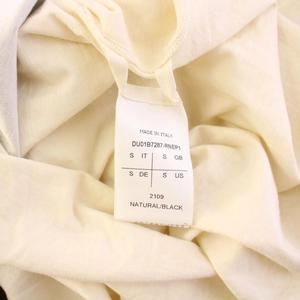 MADE IN ITALY
DU01B7287-RNEP1
S IT S GB
S DE S US
2109
NATURAL/BLACK